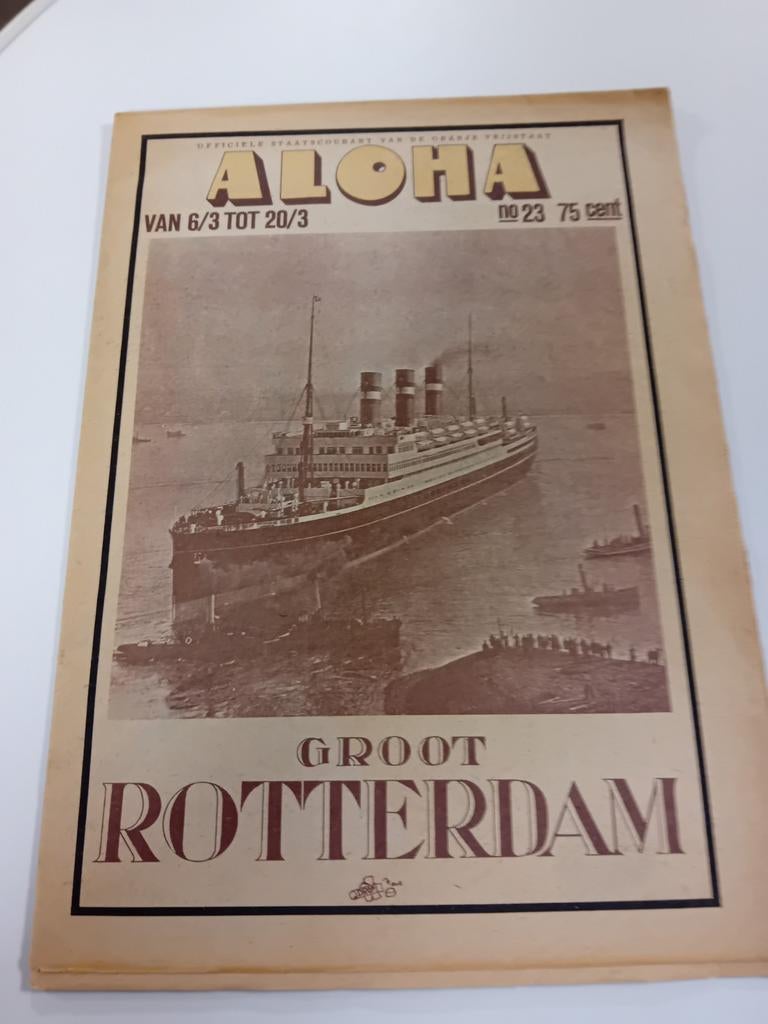 OFFICIELE STAATSCOURANT VAN DE ORANJE VRIJSTAAT
ALOHA
VAN 6/3 TOT 20/3 no 23 75 cent
GROOT
ROTTERDAM